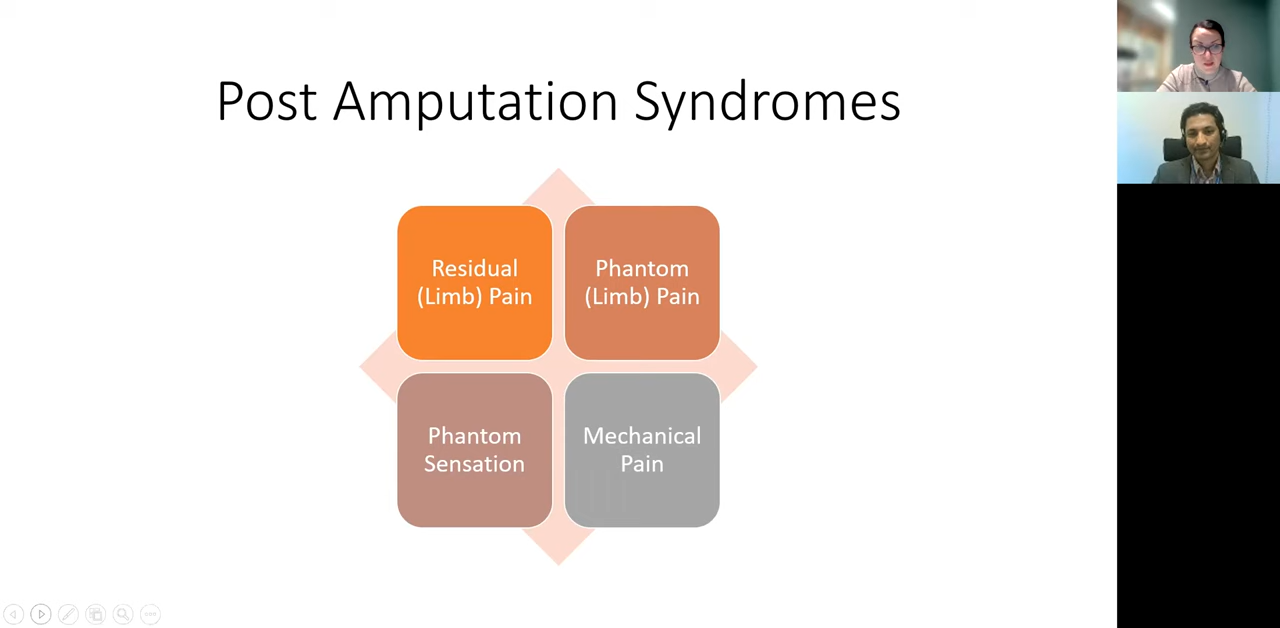 Post Amputation Syndromes
Residual
(Limb) Pain
Phantom
(Limb) Pain
Phantom
Sensation
Mechanical
Pain